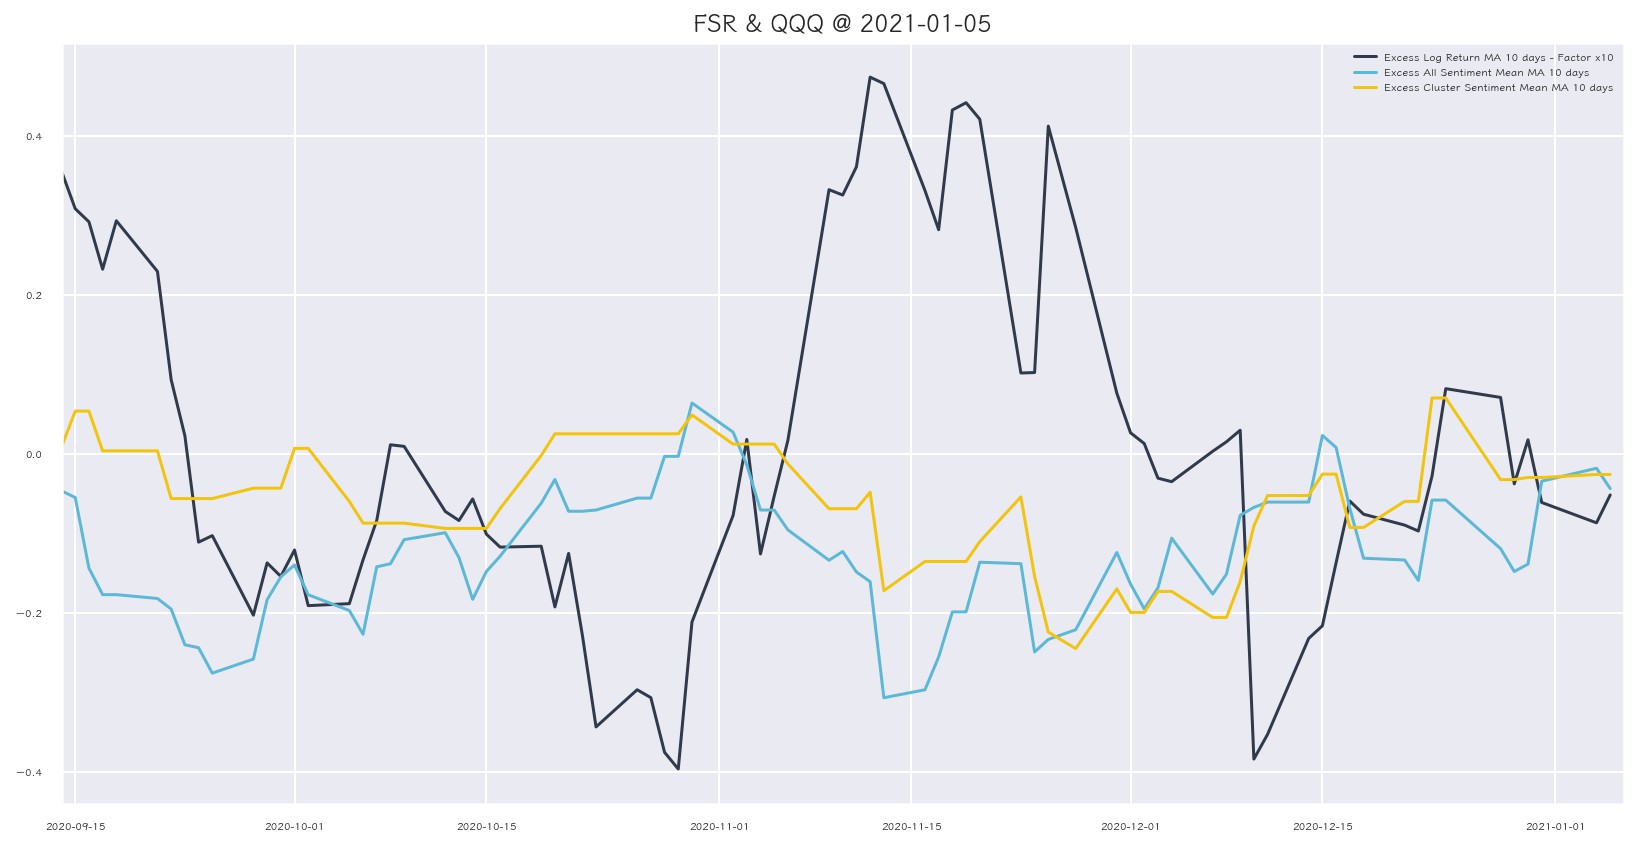 FSR & QQQ @ 2021-01-05
Excess Log Return MA 10 days - Factor x10
Excess All Sentiment Mean MA 10 days
Excess Cluster Sentiment Mean MA 10 days
0.4
0.2
0.0
−0.2
−0.4
2020-09-15 2020-10-01 2020-10-15 2020-11-01 2020-11-15 2020-12-01 2020-12-15 2021-01-01